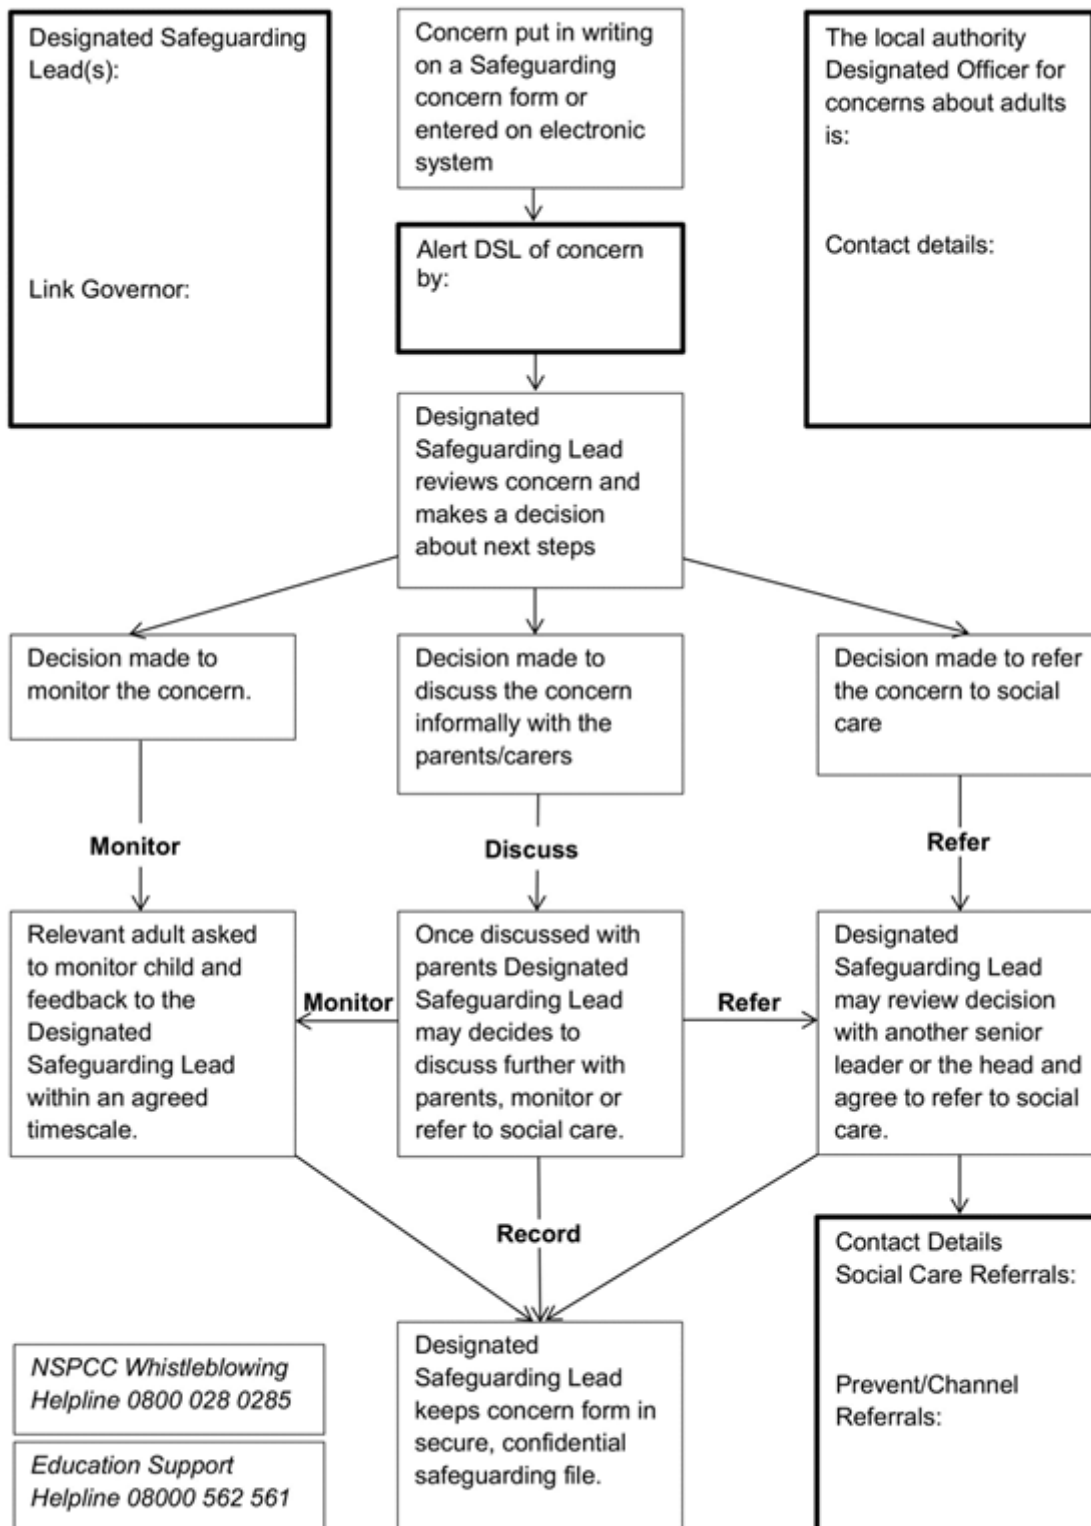 Designated Safeguarding
Lead(s):
Link Governor:
Concern put in writing
on a Safeguarding
concern form or
entered on electronic
system
The local authority
Designated Officer for
concerns about adults
is:
Contact details:
Alert DSL of concern
by:
Designated
Safeguarding Lead
reviews concern and
makes a decision
about next steps
Decision made to
monitor the concern.
Decision made to
discuss the concern
informally with the
parents/carers
Decision made to refer
the concern to social
care
Monitor
Discuss
Refer
Relevant adult asked
to monitor child and
feedback to the
Designated
Safeguarding Lead
within an agreed
timescale.
Monitor
Once discussed with
parents Designated
Safeguarding Lead
may decides to
discuss further with
parents, monitor or
refer to social care.
Refer
Designated
Safeguarding Lead
may review decision
with another senior
leader or the head and
agree to refer to social
care.
Record
Contact Details
Social Care Referrals:
Prevent/Channel
Referrals:
Designated
Safeguarding Lead
keeps concern form in
secure, confidential
safeguarding file.
NSPCC Whistleblowing
Helpline 0800 028 0285
Education Support
Helpline 08000 562 561